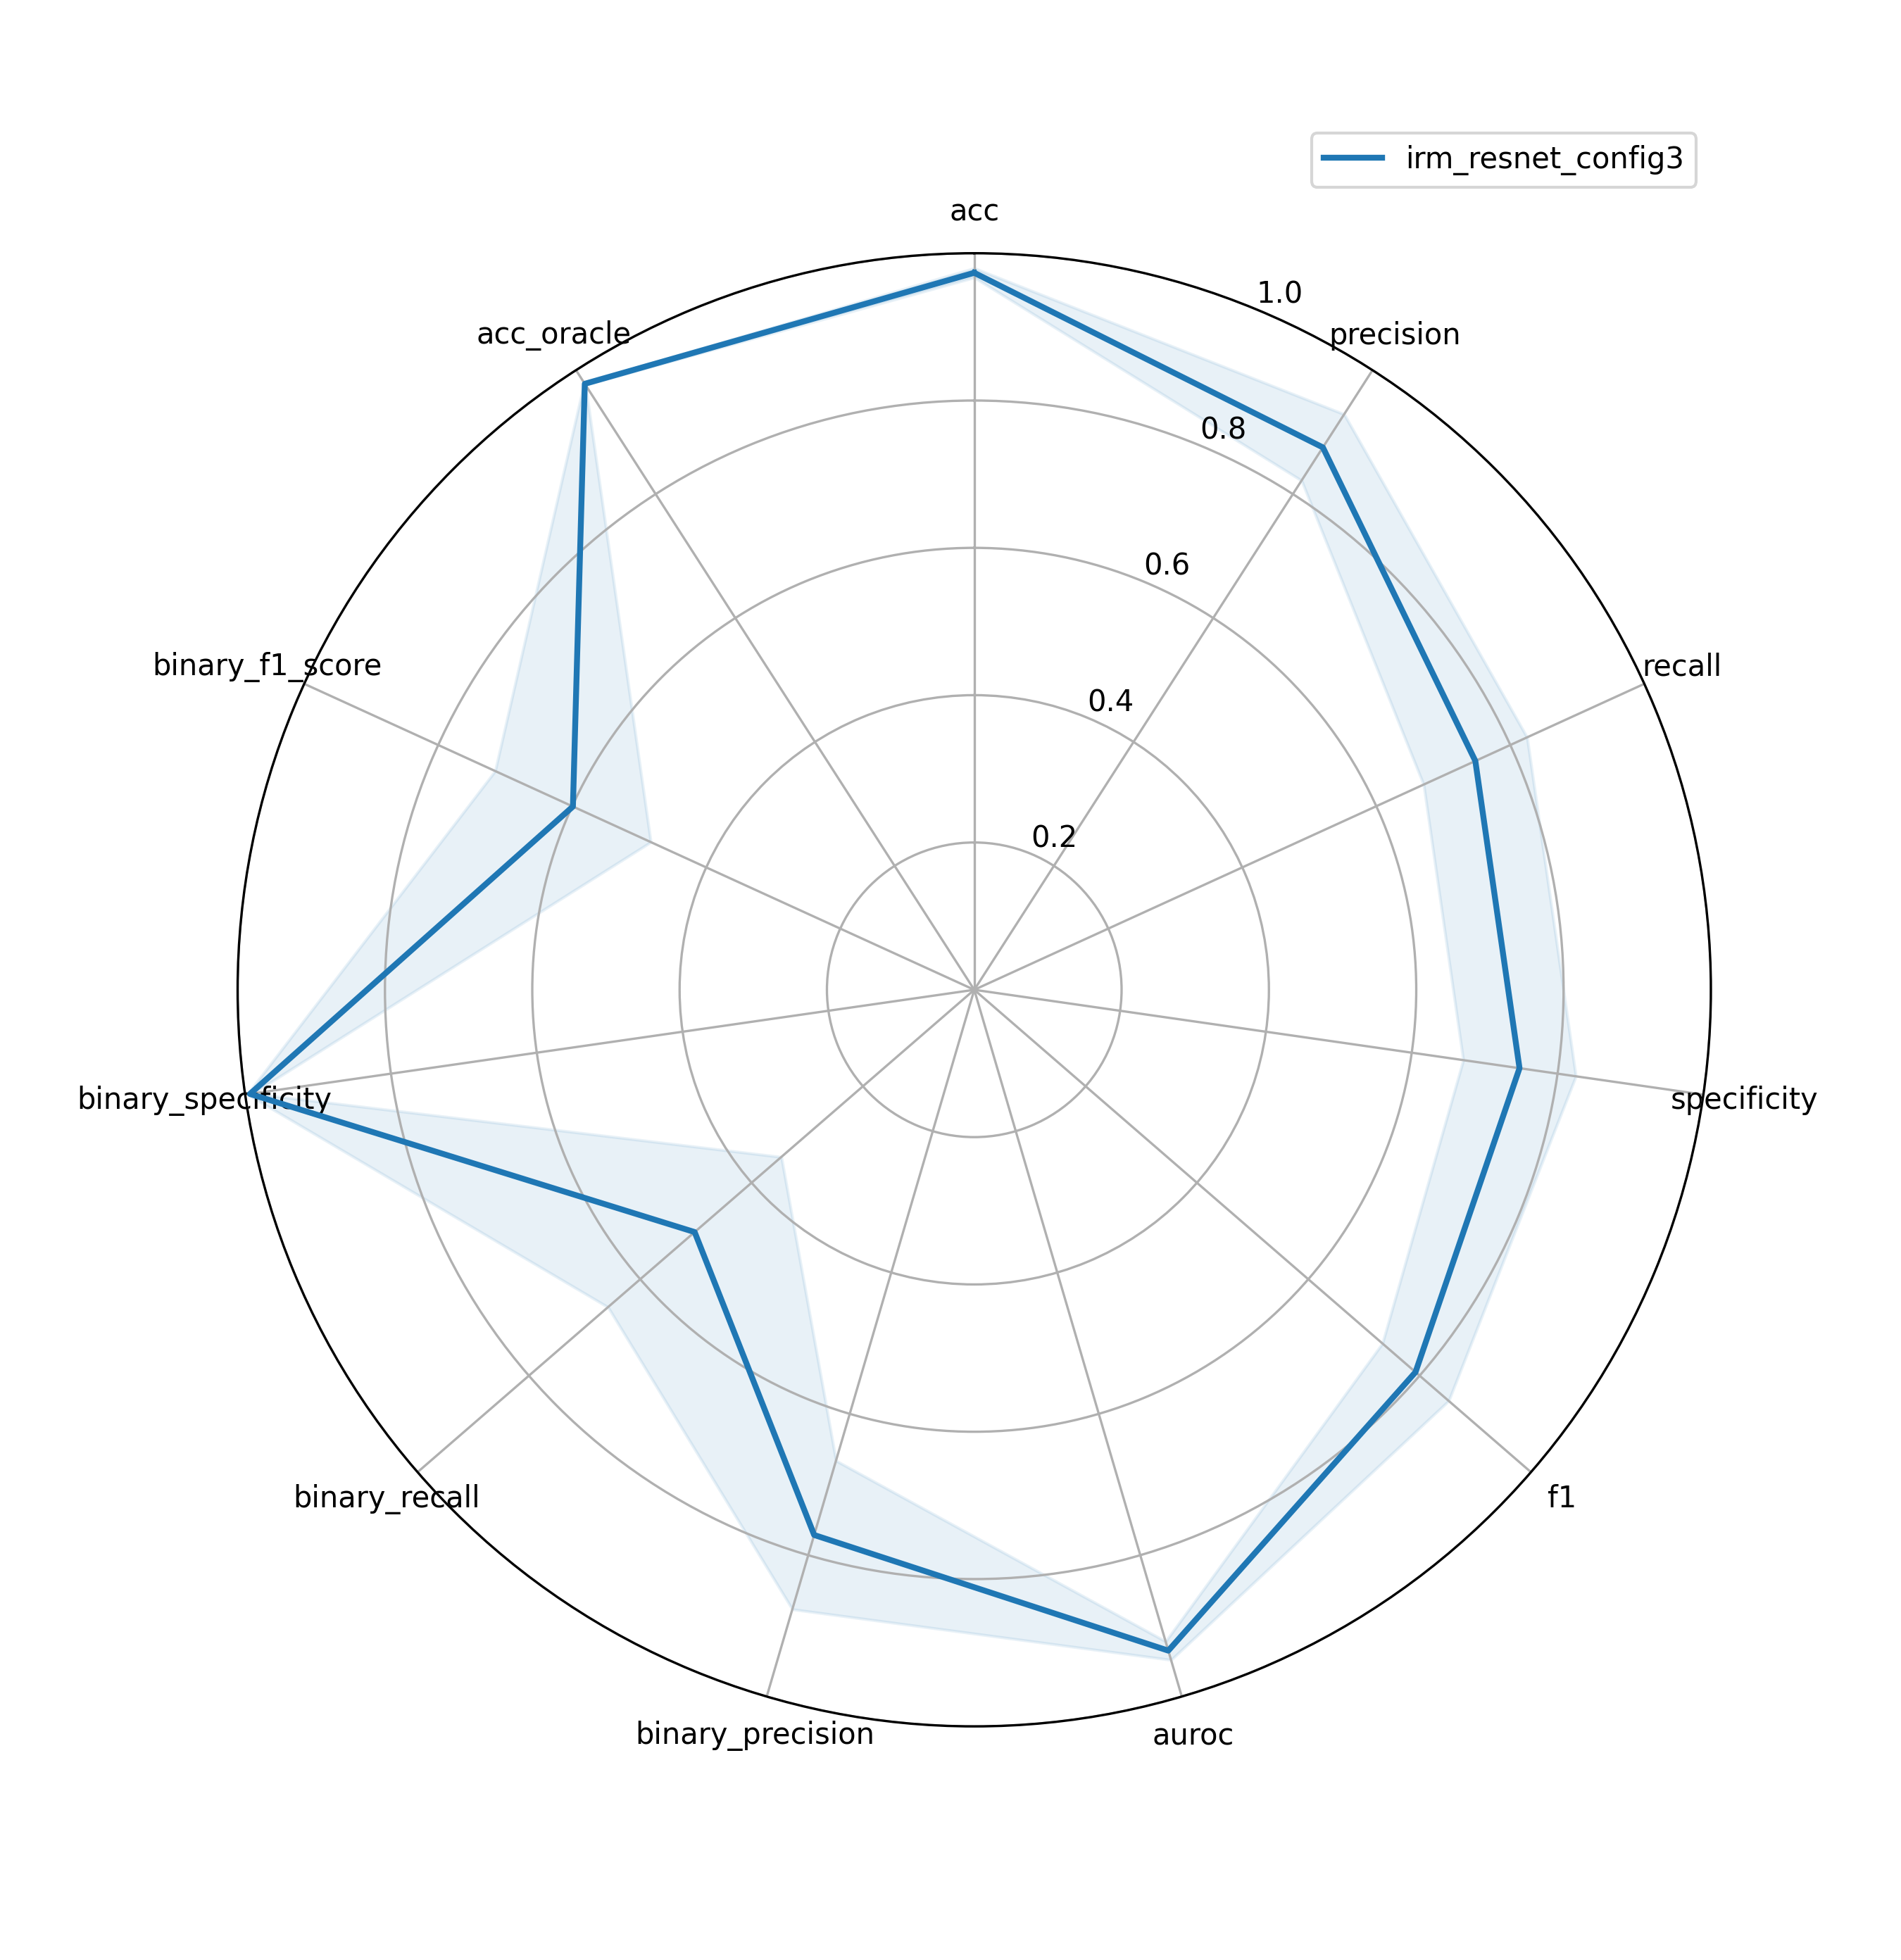 irm_resnet_config3
acc
1.0
acc_oracle
precision
0.8
0.6
binary_f1_score
recall
0.4
0.2
binary_specificity
specificity
binary_recall
f1
binary_precision
auroc